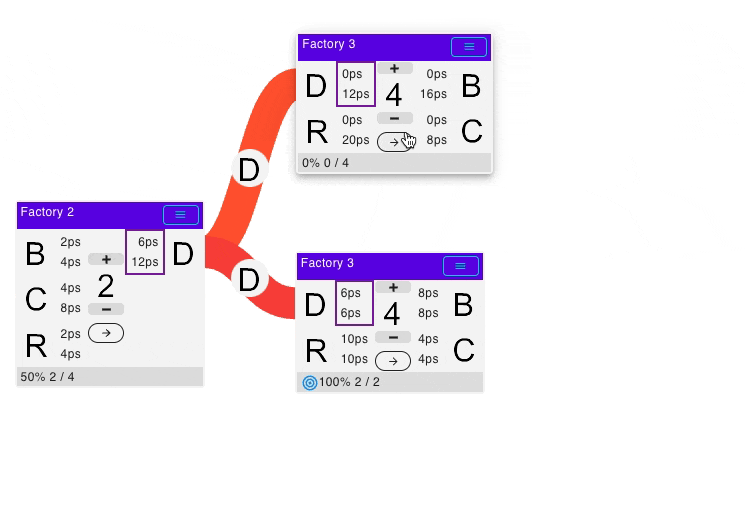 Factory 3
0ps + 0ps
D 12ps 4 16ps B
0ps − 0ps
R 20ps → 8ps C
0% 0 / 4
D
Factory 2
2ps 6ps
B 4ps + 12ps D
4ps 2
C 8ps −
2ps →
R 4ps
50% 2 / 4
D
Factory 3
6ps + 8ps
D 6ps 4 8ps B
10ps − 4ps
R 10ps → 4ps C
100% 2 / 2